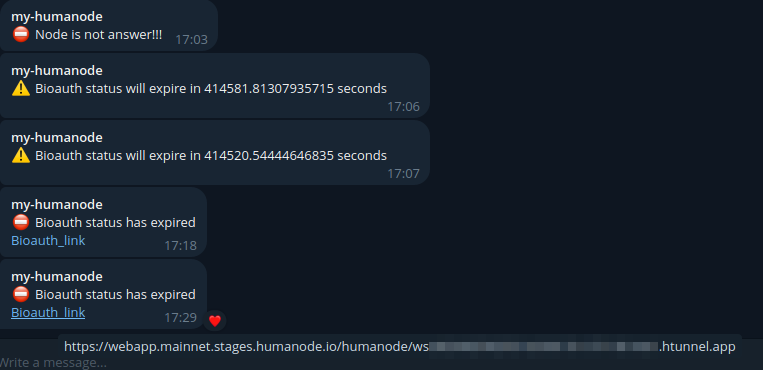 my-humanode
⛔ Node is not answer!!!
17:03
my-humanode
⚠️ Bioauth status will expire in 414581.81307935715 seconds
17:06
my-humanode
⚠️ Bioauth status will expire in 414520.54444646835 seconds
17:07
my-humanode
⛔ Bioauth status has expired
Bioauth_link
17:18
my-humanode
⛔ Bioauth status has expired
Bioauth_link
17:29
https://webapp.mainnet.stages.humanode.io/humanode/ws .htunnel.app
Write a message...